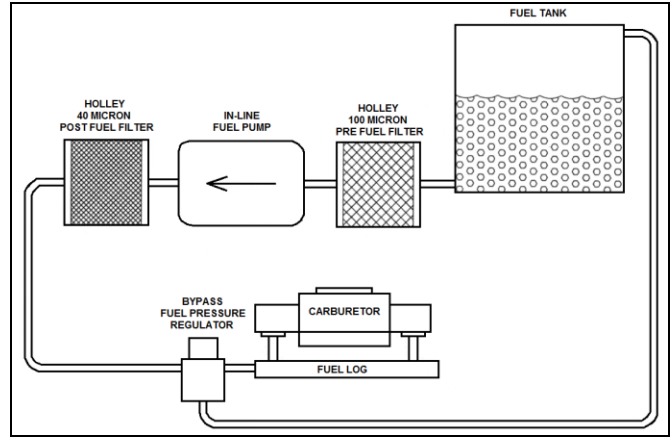 FUEL TANK
HOLLEY
40 MICRON
POST FUEL FILTER
IN-LINE
FUEL PUMP
HOLLEY
100 MICRON
PRE FUEL FILTER
BYPASS
FUEL PRESSURE
REGULATOR
CARBURETOR
FUEL LOG